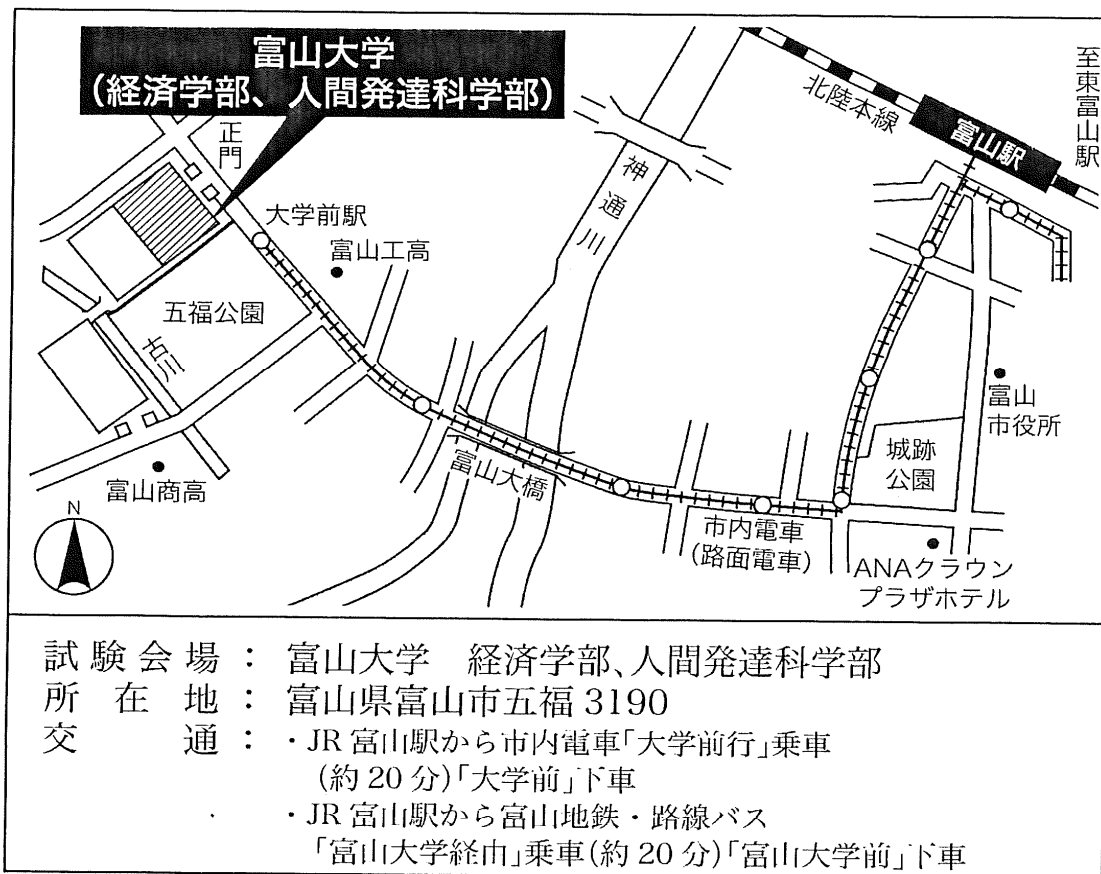 富山大学
(経済学部、人間発達科学部)
正門
大学前駅
富山工高
五福公園
古川
富山商高
N
神通川
富山大橋
北陸本線
富山駅
至東富山駅
富山
市役所
城跡
公園
市内電車
(路面電車)
ANAクラウン
プラザホテル
試験会場：富山大学　経済学部、人間発達科学部
所在地：富山県富山市五福3190
交通：・JR富山駅から市内電車「大学前行」乗車
(約20分)「大学前」下車
・JR富山駅から富山地鉄・路線バス
「富山大学経由」乗車(約20分)「富山大学前」下車